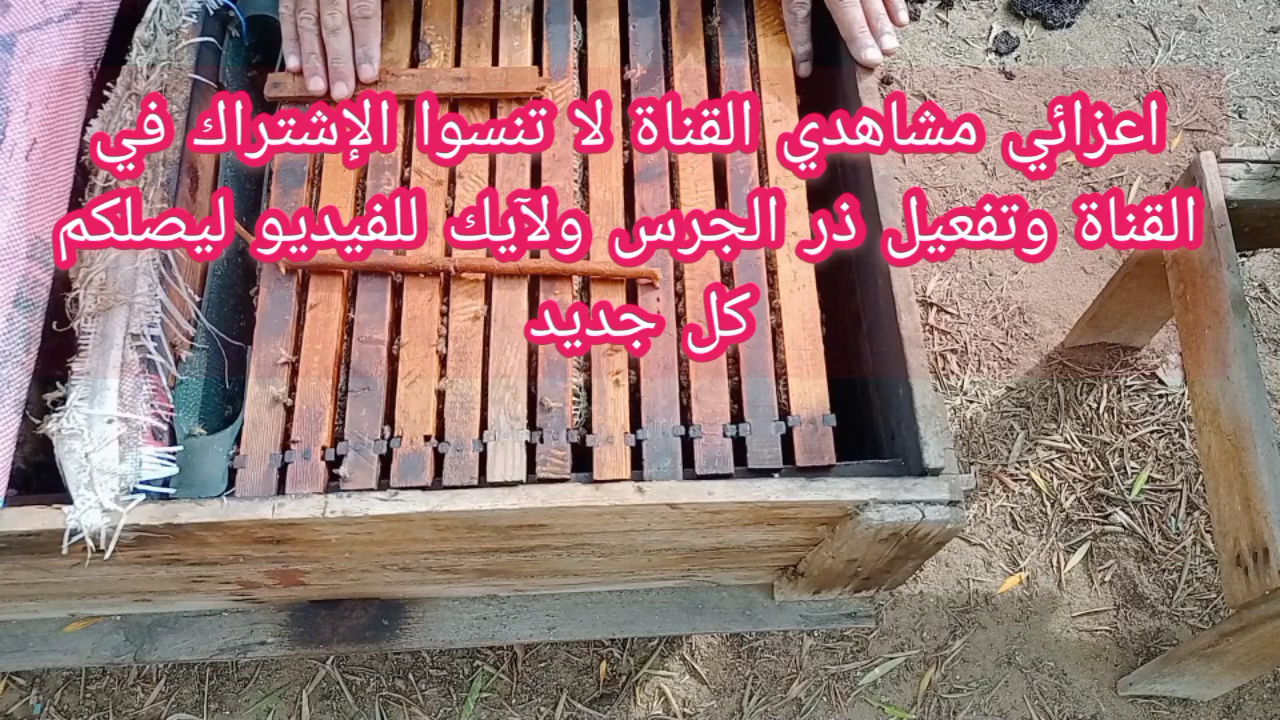 اعزائي مشاهدي القناة لا تنسوا الإشتراك في
القناة وتفعيل ذر الجرس ولآيك للفيديو ليصلكم
كل جديد